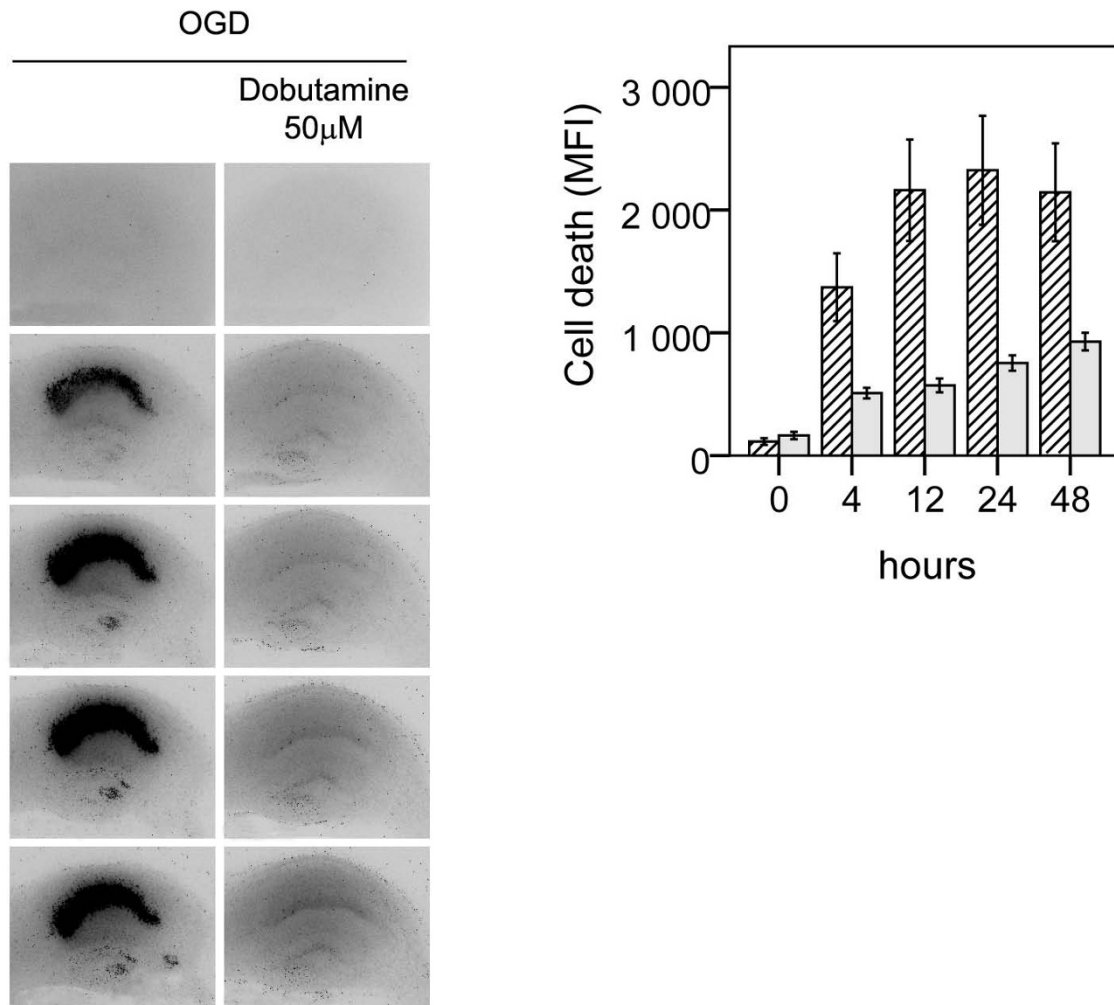 OGD
Dobutamine
50μM
Cell death (MFI)
3 000
2 000
1 000
0
0 4 12 24 48
hours